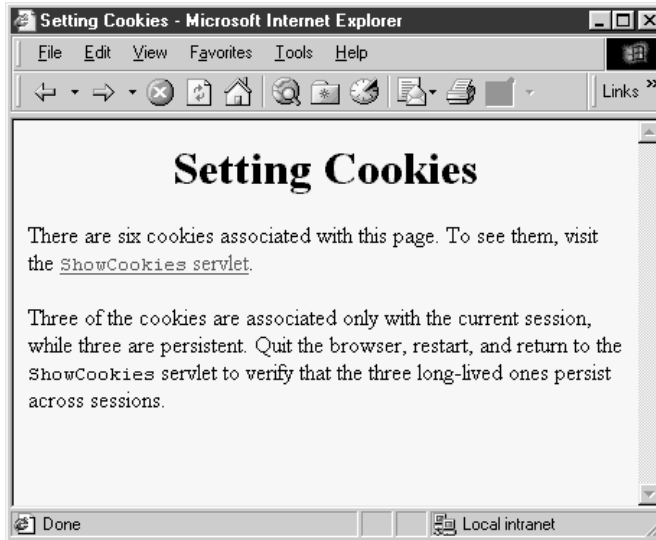 Setting Cookies - Microsoft Internet Explorer
File Edit View Favorites Tools Help
Links »
Setting Cookies
There are six cookies associated with this page. To see them, visit
the ShowCookies servlet.
Three of the cookies are associated only with the current session,
while three are persistent. Quit the browser, restart, and return to the
ShowCookies servlet to verify that the three long-lived ones persist
across sessions.
Done
Local intranet